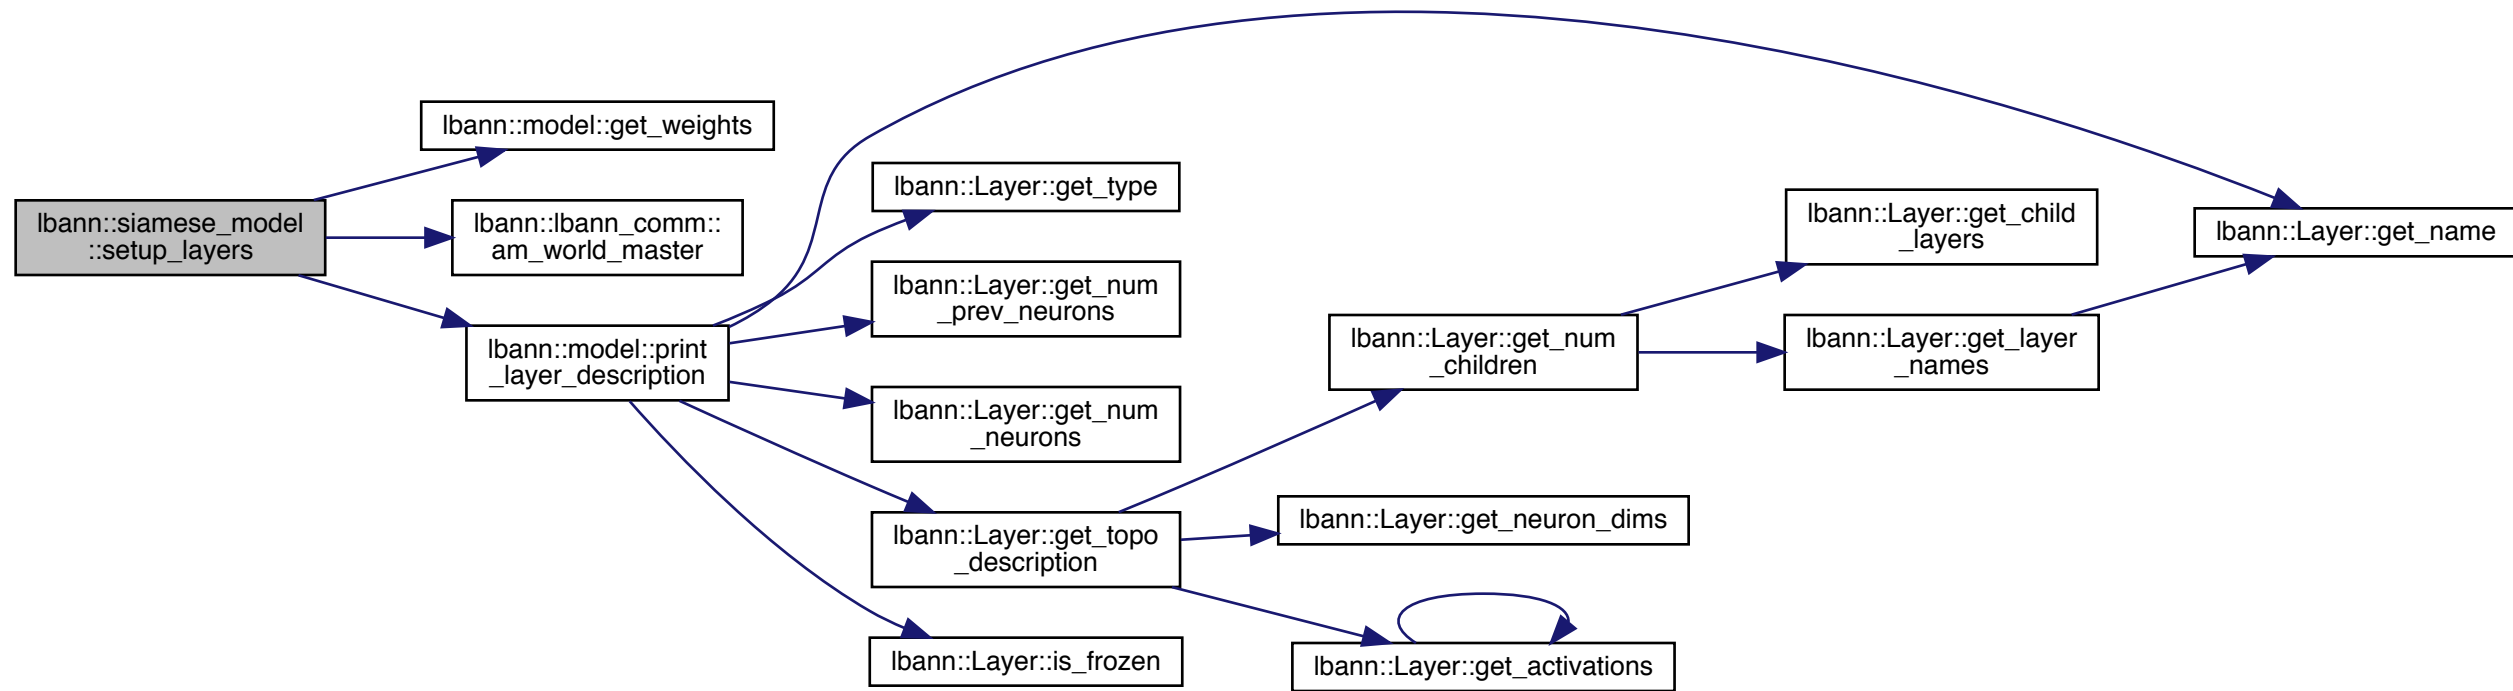 lbann::siamese_model
::setup_layers
lbann::model::get_weights
lbann::lbann_comm::
am_world_master
lbann::model::print
_layer_description
lbann::Layer::get_type
lbann::Layer::get_num
_prev_neurons
lbann::Layer::get_num
_neurons
lbann::Layer::get_topo
_description
lbann::Layer::is_frozen
lbann::Layer::get_num
_children
lbann::Layer::get_neuron_dims
lbann::Layer::get_activations
lbann::Layer::get_child
_layers
lbann::Layer::get_layer
_names
lbann::Layer::get_name